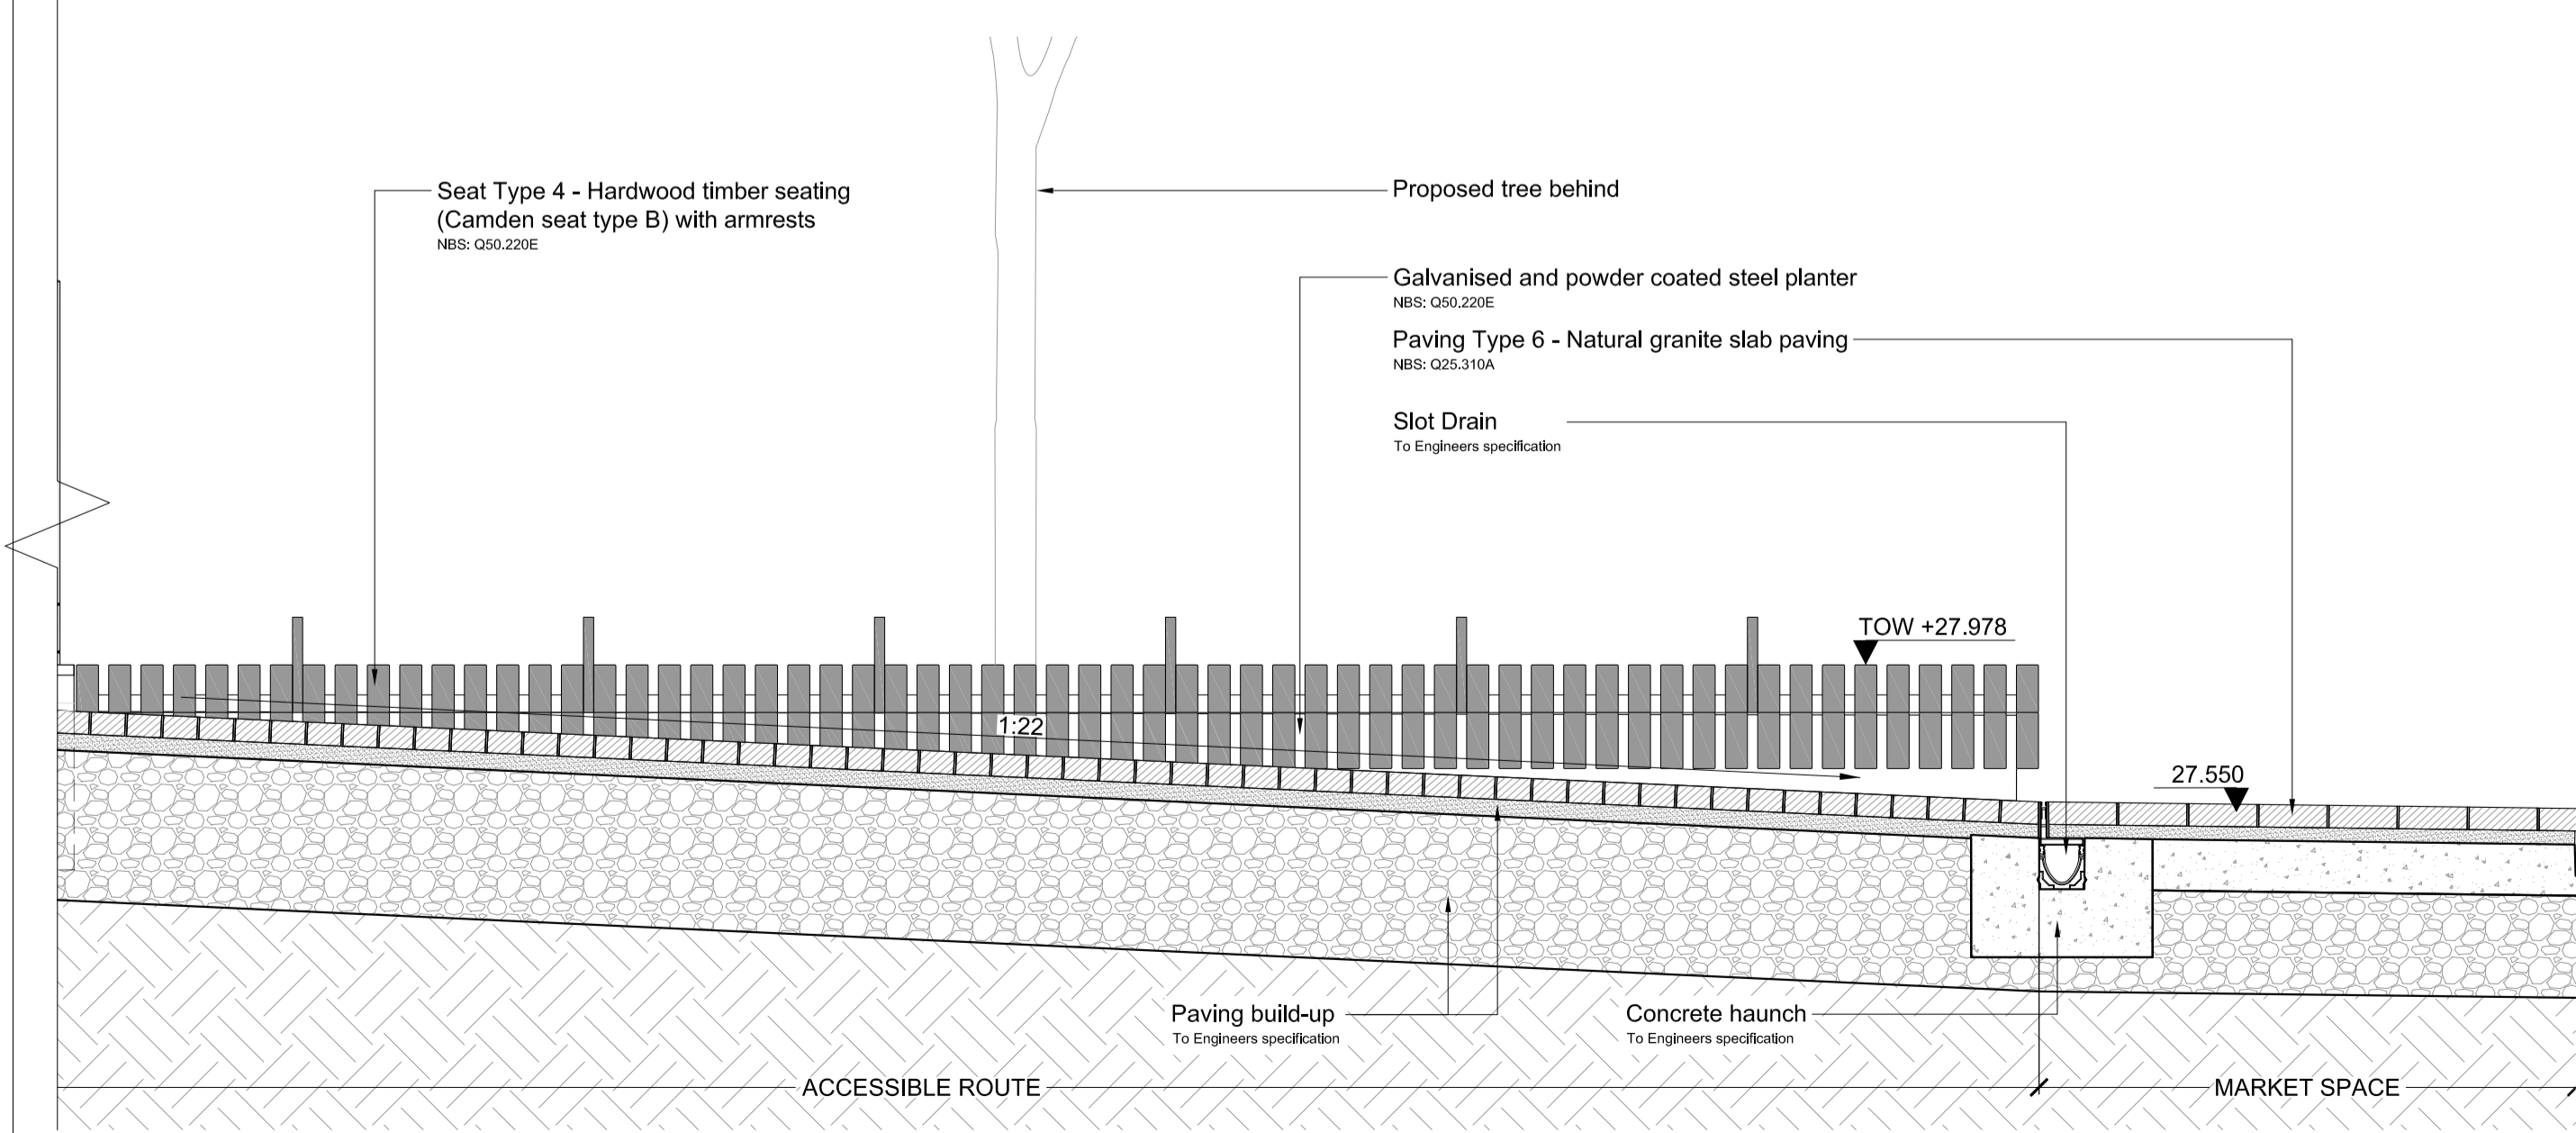 Seat Type 4 - Hardwood timber seating
(Camden seat type B) with armrests
NBS: Q50.220E
Proposed tree behind
Galvanised and powder coated steel planter
NBS: Q50.220E
Paving Type 6 - Natural granite slab paving
NBS: Q25.310A
Slot Drain
To Engineers specification
TOW +27.978
1:22
27.550
Paving build-up
To Engineers specification
Concrete haunch
To Engineers specification
ACCESSIBLE ROUTE
MARKET SPACE